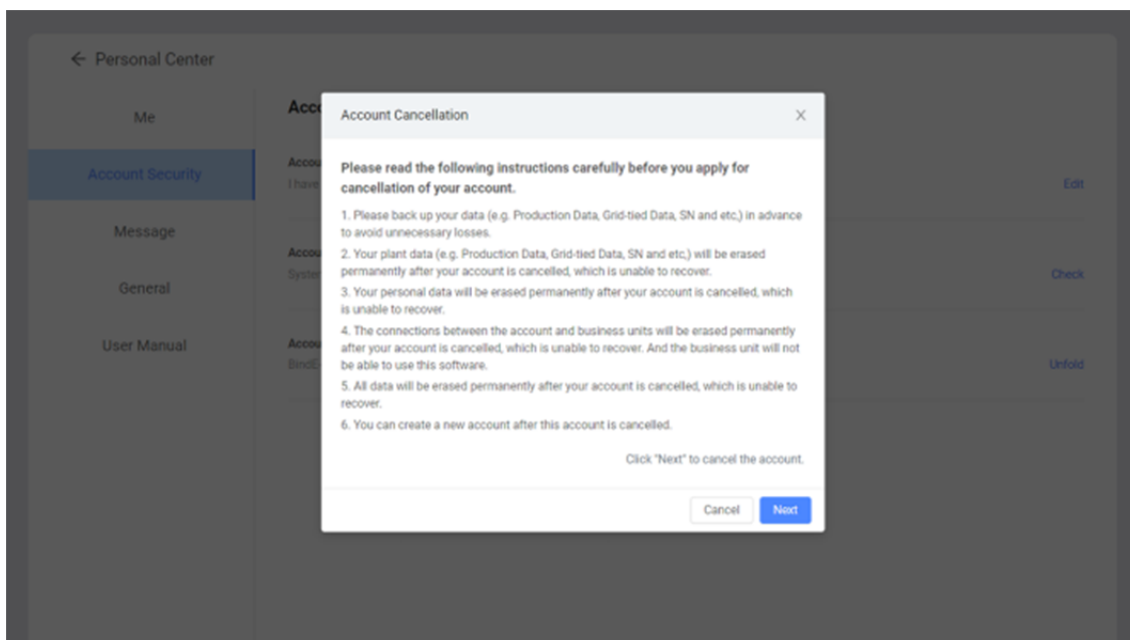 ← Personal Center
Me
Account Security
Message
General
User Manual
Acco
Accou
I have
Edit
Accou
System
Check
Accou
BindE-
Unfold
Account Cancellation
Please read the following instructions carefully before you apply for
cancellation of your account.
1. Please back up your data (e.g. Production Data, Grid-tied Data, SN and etc,) in advance
to avoid unnecessary losses.
2. Your plant data (e.g. Production Data, Grid-tied Data, SN and etc,) will be erased
permanently after your account is cancelled, which is unable to recover.
3. Your personal data will be erased permanently after your account is cancelled, which
is unable to recover.
4. The connections between the account and business units will be erased permanently
after your account is cancelled, which is unable to recover. And the business unit will not
be able to use this software.
5. All data will be erased permanently after your account is cancelled, which is unable to
recover.
6. You can create a new account after this account is cancelled.
Click "Next" to cancel the account.
Cancel
Next